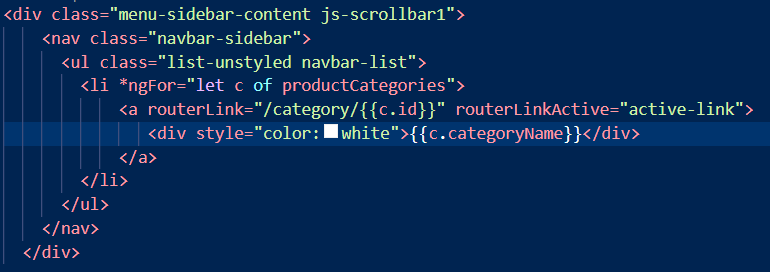 <div class="menu-sidebar-content js-scrollbar1">
<nav class="navbar-sidebar">
<ul class="list-unstyled navbar-list">
<li *ngFor="let c of productCategories">
<a routerLink="/category/{{c.id}}" routerLinkActive="active-link">
<div style="color:white">{{c.categoryName}}</div>
</a>
</li>
</ul>
</nav>
</div>